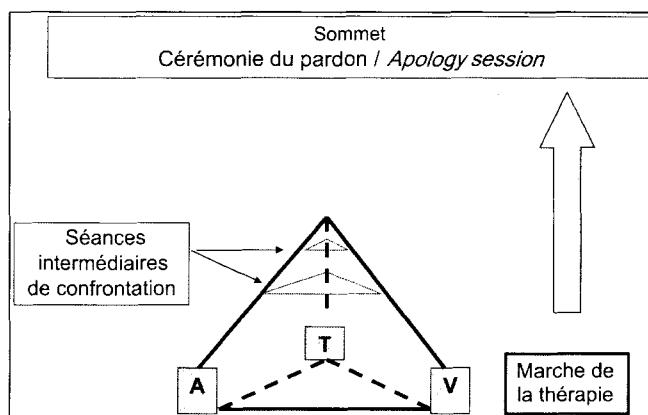 Sommet
Cérémonie du pardon / Apology session
Séances
intermédiaires
de confrontation
T
A
V
Marche de
la thérapie